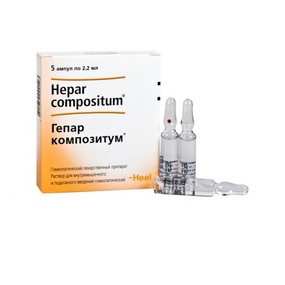 5 ампул по 2,2 мл
Hepar
compositum®
Гепар
композитум®
Гомеопатический лекарственный препарат
Раствор для внутримышечного
и подкожного введения гомеопатический
-Heel